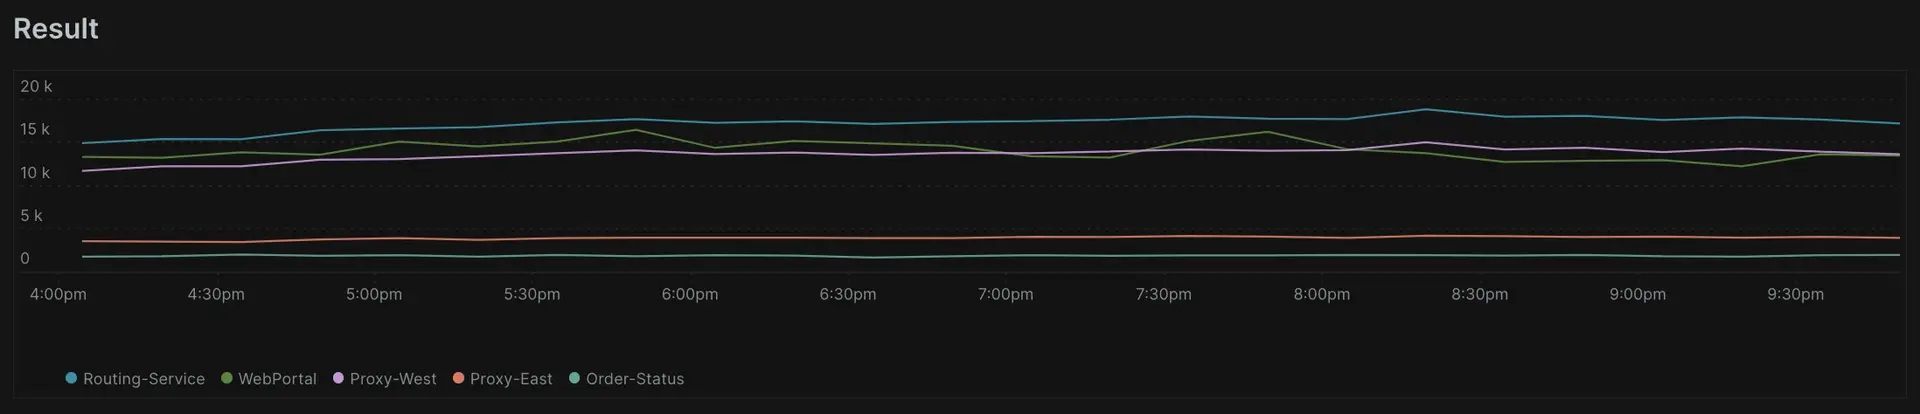 Result
20 k
15 k
10 k
5 k
0
4:00pm 4:30pm 5:00pm 5:30pm 6:00pm 6:30pm 7:00pm 7:30pm 8:00pm 8:30pm 9:00pm 9:30pm
Routing-Service WebPortal Proxy-West Proxy-East Order-Status